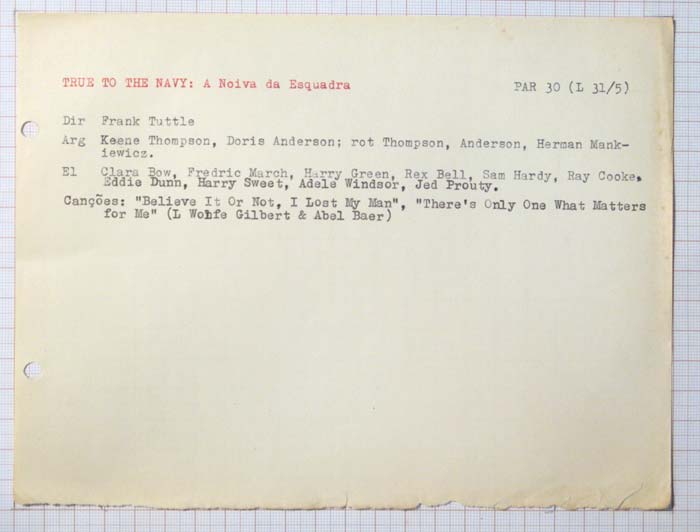 TRUE TO THE NAVY: A Noiva da Esquadra PAR 30 (L 31/5)
Dir Frank Tuttle
Arg Keene Thompson, Doris Anderson; rot Thompson, Anderson, Herman Mank-
iewicz.
El Clara Bow, Fredric March, Harry Green, Rex Bell, Sam Hardy, Ray Cooke,
Eddie Dunn, Harry Sweet, Adele Windsor, Jed Prouty.
Canções: "Believe It Or Not, I Lost My Man", "There's Only One What Matters
for Me" (L Wolfe Gilbert & Abel Baer)